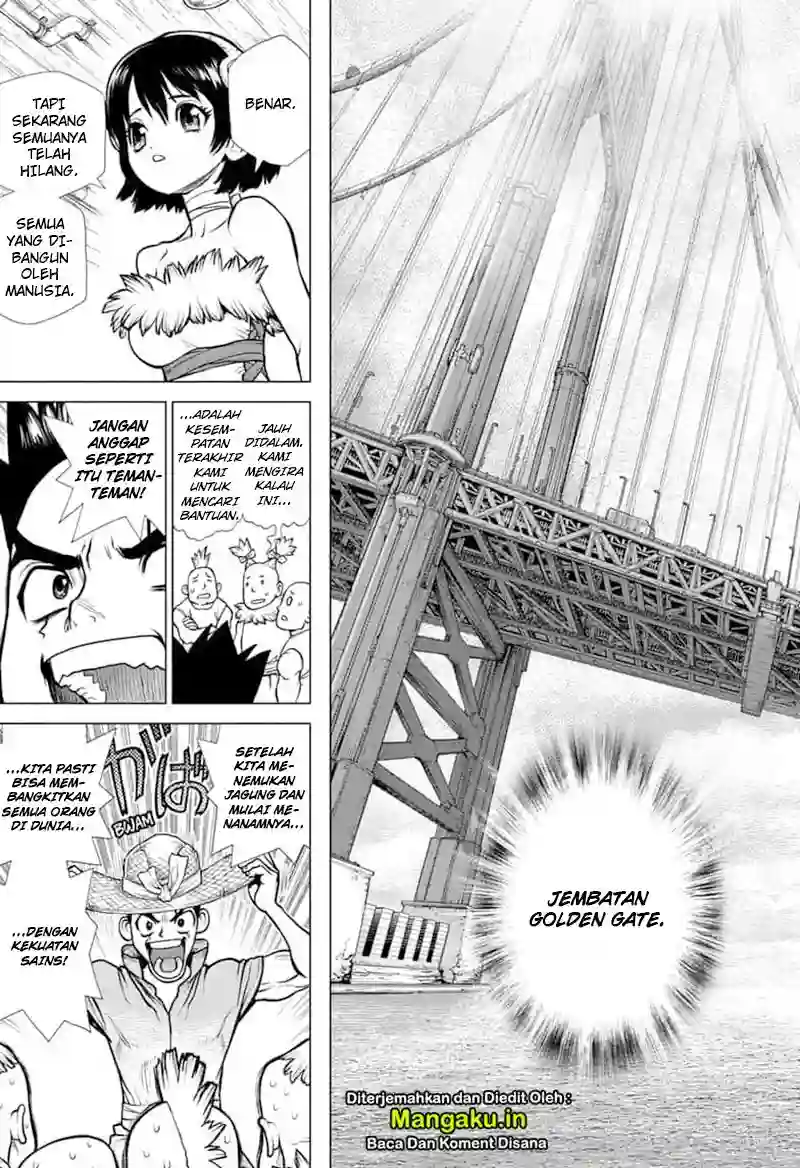 JEMBATAN
GOLDEN GATE.
BENAR.
TAPI
SEKARANG
SEMUANYA
TELAH
HILANG.
SEMUA
YANG DI-
BANGUN
OLEH
MANUSIA.
JAUH
DIDALAM,
KAMI
MENGIRA
KALAU
INI...
...ADALAH
KESEM-
PATAN
TERAKHIR
KAMI
UNTUK
MENCARI
BANTUAN.
JANGAN
ANGGAP
SEPERTI
ITU TEMAN-
TEMAN!
SETELAH
KITA ME-
NEMUKAN
JAGUNG DAN
MULAI ME-
NANAMNYA...
がばぁ
BWAM
...KITA PASTI
BISA MEM-
BANGKITKAN
SEMUA ORANG
DI DUNIA...
...DENGAN
KEKUATAN
SAINS!
Diterjemahkan dan Diedit Oleh :
Mangaku.in
Baca Dan Koment Disana